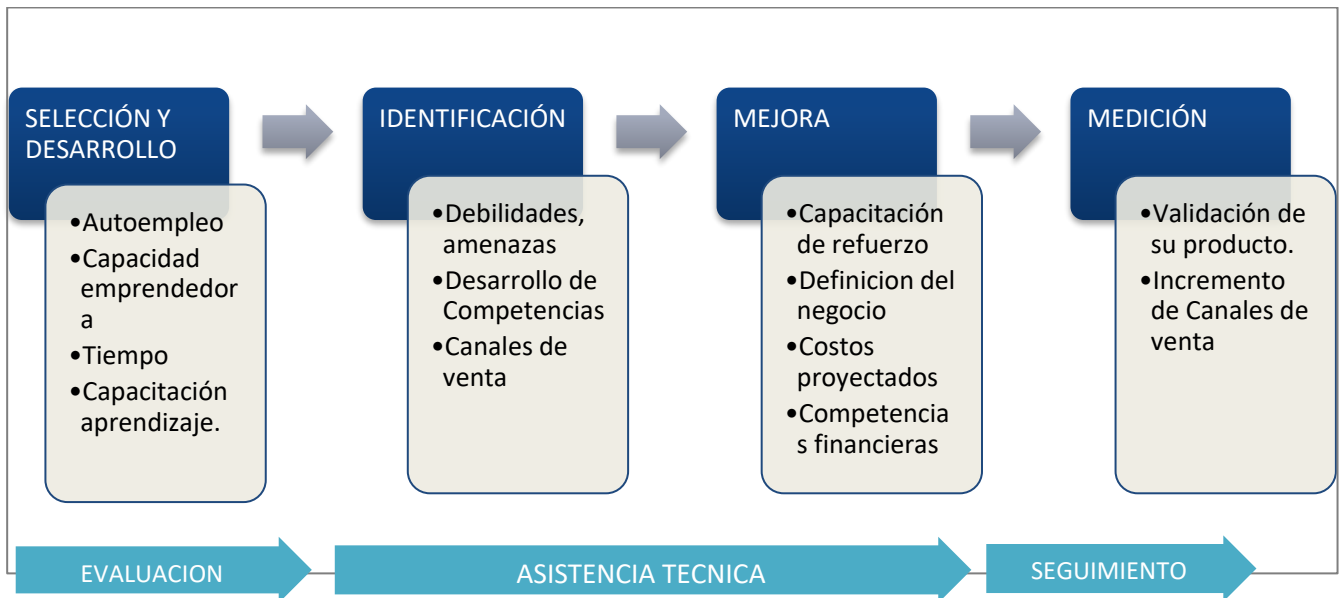 SELECCIÓN Y
DESARROLLO
•Autoempleo
•Capacidad
emprendedor
a
•Tiempo
•Capacitación
aprendizaje.
IDENTIFICACIÓN
•Debilidades,
amenazas
•Desarrollo de
Competencias
•Canales de
venta
MEJORA
•Capacitación
de refuerzo
•Definicion del
negocio
•Costos
proyectados
•Competencia
s financieras
MEDICIÓN
•Validación de
su producto.
•Incremento
de Canales de
venta
EVALUACION
ASISTENCIA TECNICA
SEGUIMIENTO